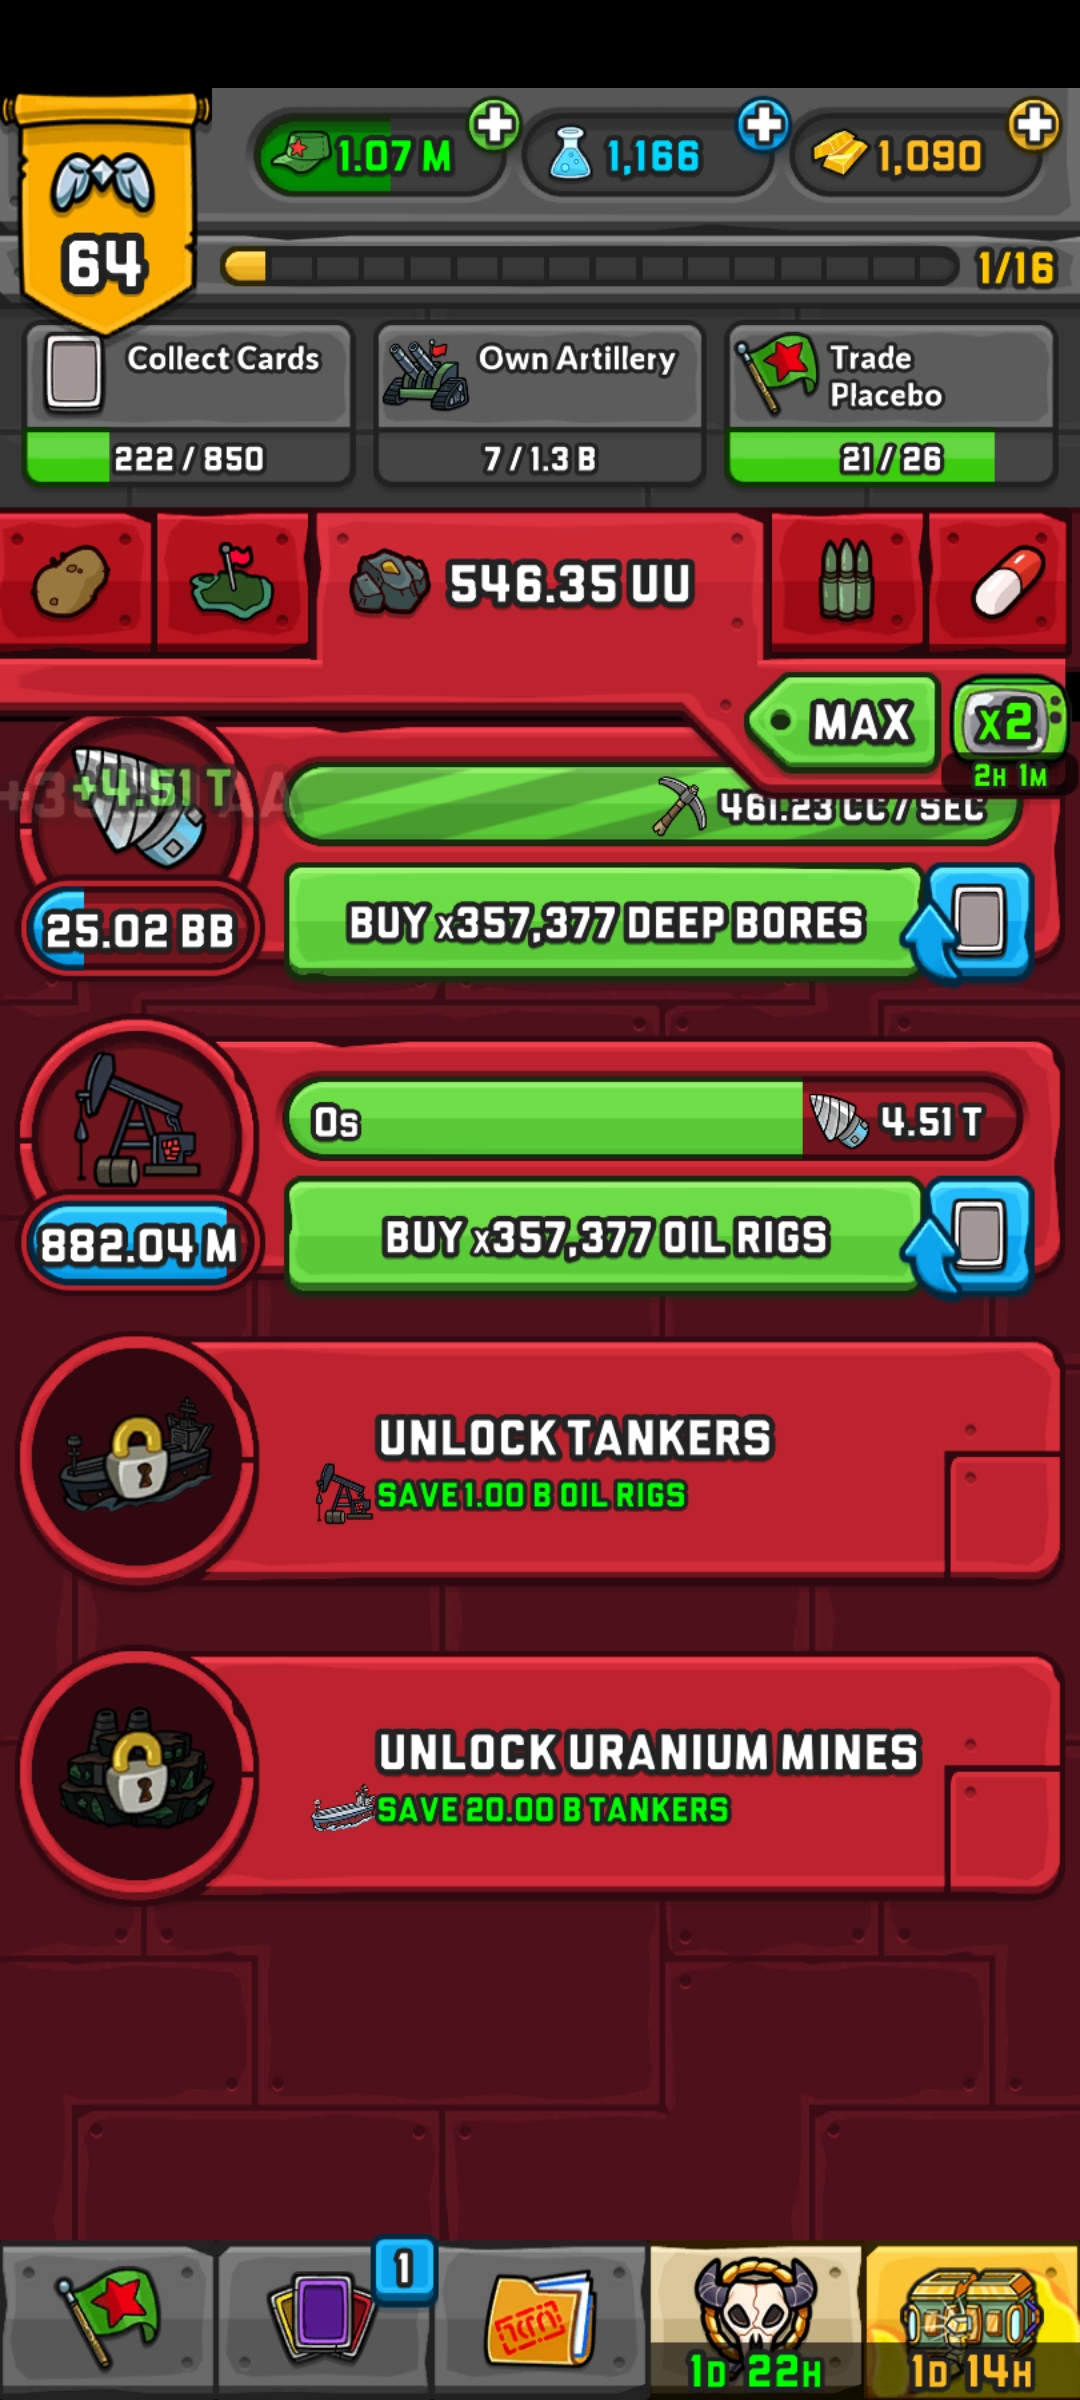 1.07 M
1,166
1,090
64
1/16
Collect Cards
222 / 850
Own Artillery
7 / 1.3 B
Trade
Placebo
21 / 26
546.35 UU
MAX
x2
2H 1M
+4.51 T
461.23 CC / SEC
25.02 BB
BUY x357,377 DEEP BORES
0s
4.51 T
882.04 M
BUY x357,377 OIL RIGS
UNLOCK TANKERS
SAVE 1.00 B OIL RIGS
UNLOCK URANIUM MINES
SAVE 20.00 B TANKERS
1
1D 22H
1D 14H